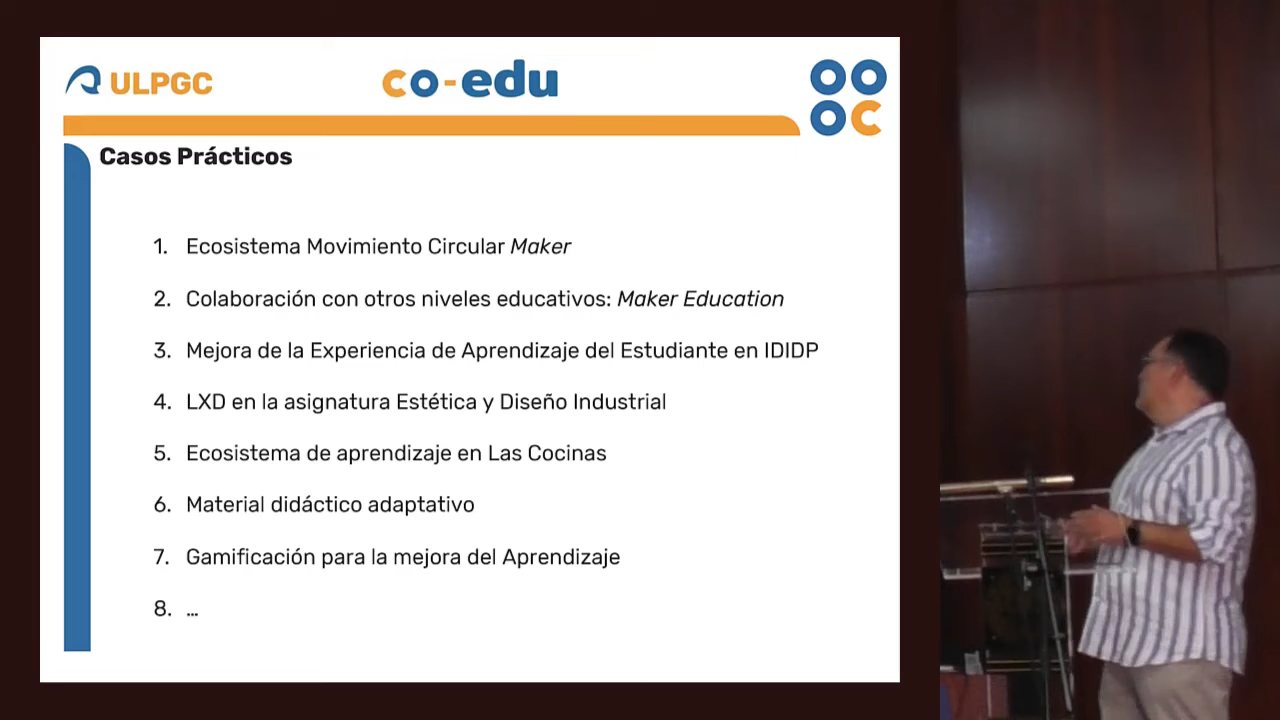 ULPGC
co-edu
Casos Prácticos
1. Ecosistema Movimiento Circular Maker
2. Colaboración con otros niveles educativos: Maker Education
3. Mejora de la Experiencia de Aprendizaje del Estudiante en IDIDP
4. LXD en la asignatura Estética y Diseño Industrial
5. Ecosistema de aprendizaje en Las Cocinas
6. Material didáctico adaptativo
7. Gamificación para la mejora del Aprendizaje
8. ...